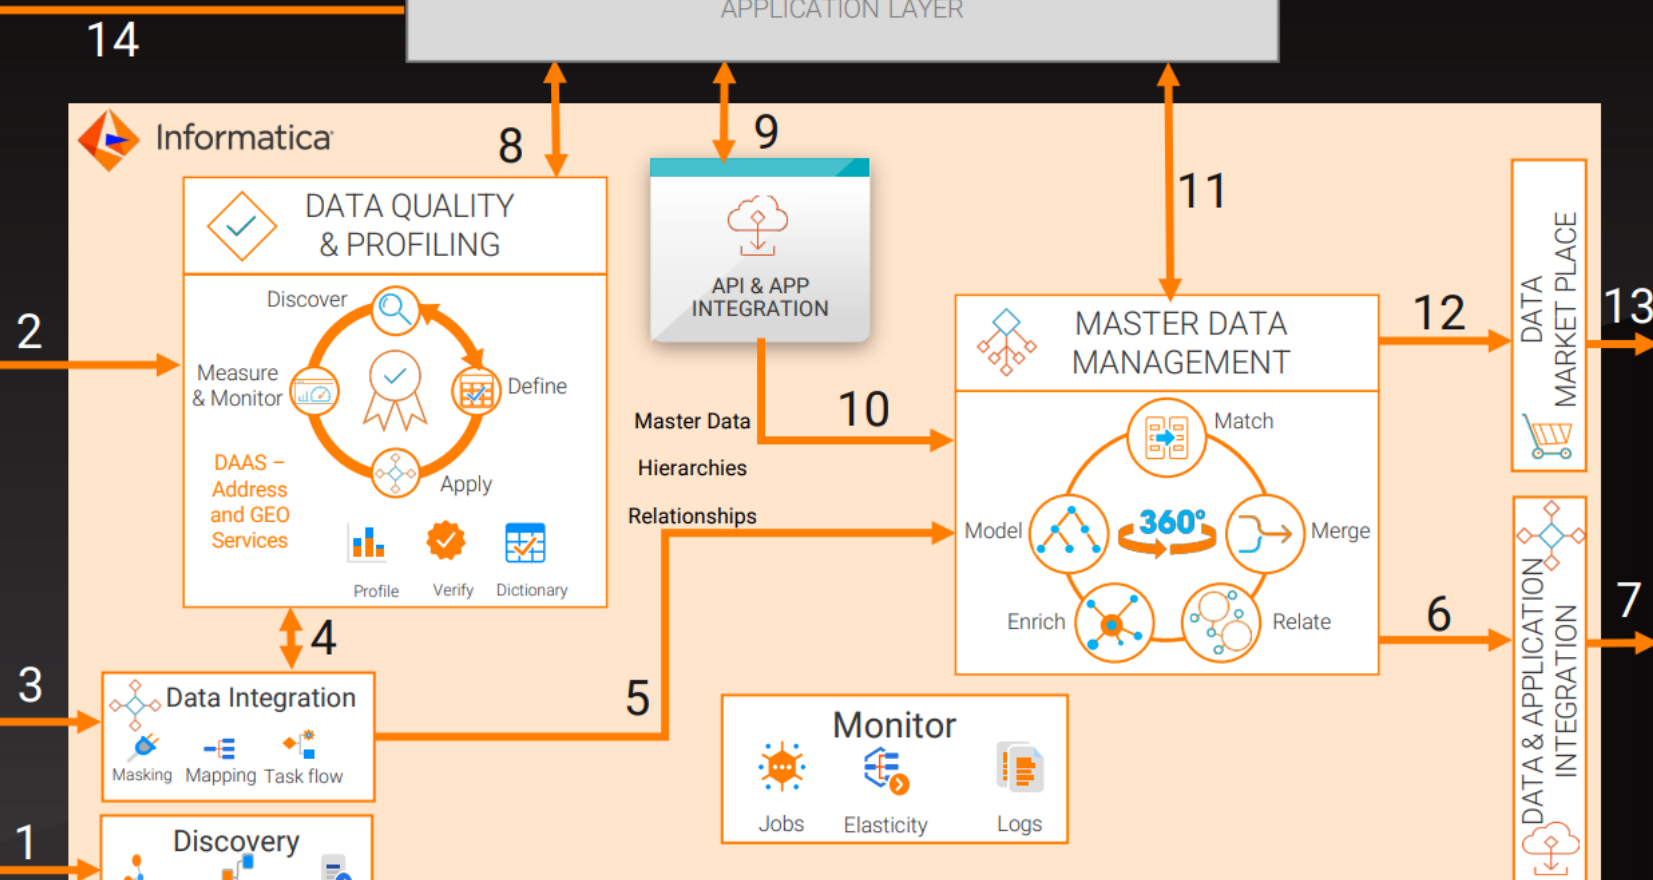 APPLICATION LAYER
14
Informatica
8
9
11
DATA QUALITY
& PROFILING
API & APP
INTEGRATION
Discover
Measure
& Monitor
Define
Apply
DAAS –
Address
and GEO
Services
Profile
Verify
Dictionary
2
MASTER DATA
MANAGEMENT
12
DATA
MARKET PLACE
13
Master Data
Hierarchies
Relationships
10
Match
Model
360°
Merge
Enrich
Relate
6
DATA & APPLICATION
INTEGRATION
7
4
3
Data Integration
Masking
Mapping
Task flow
5
Monitor
Jobs
Elasticity
Logs
1
Discovery